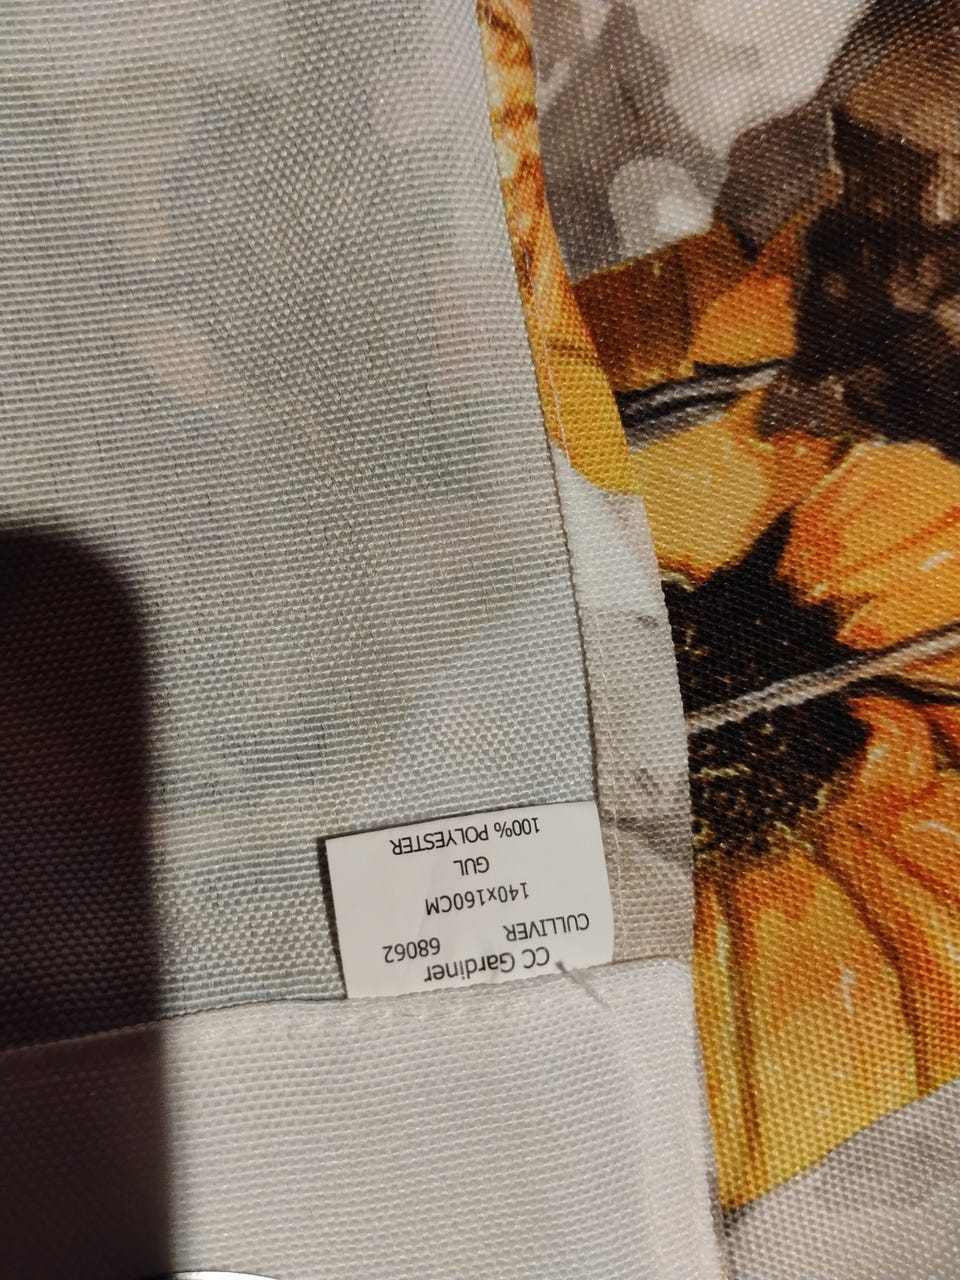 CC Gardiner
CULLIVER 68062
140x160CM
GUL
100% POLYESTER